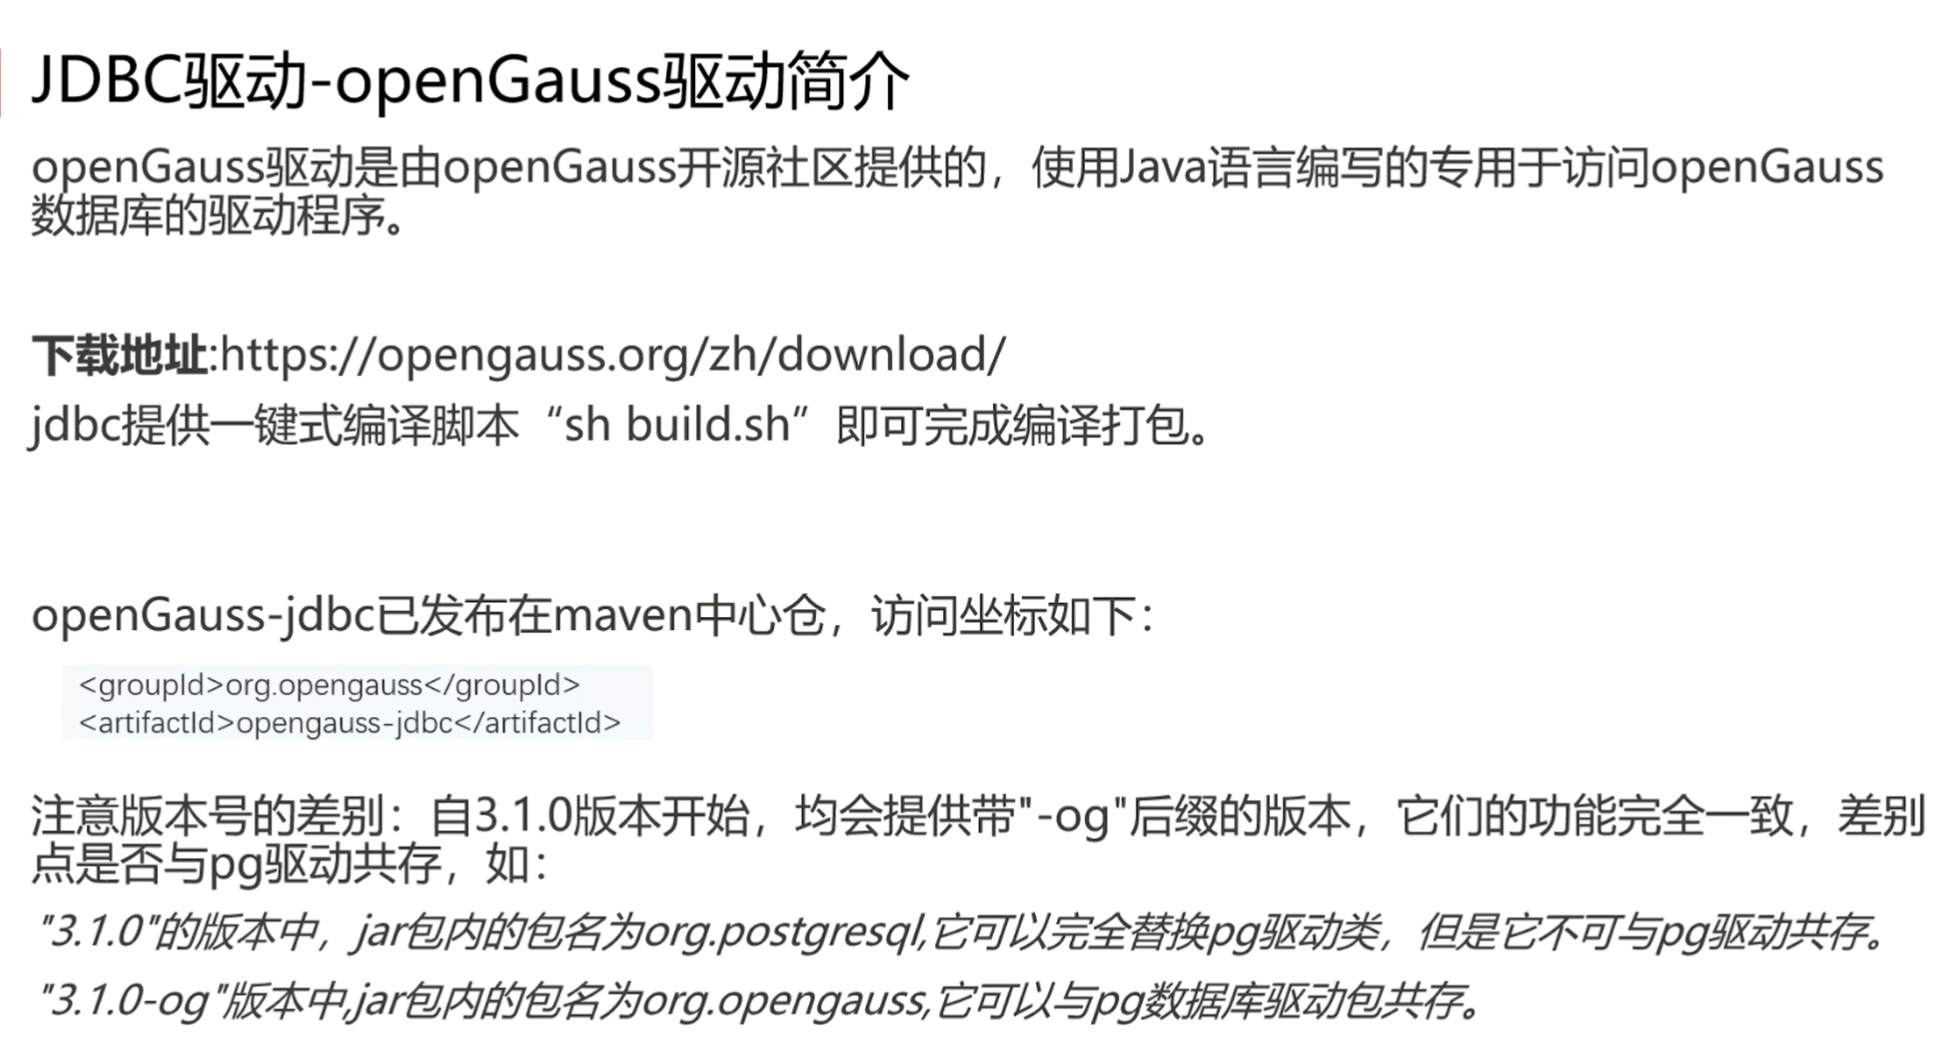 JDBC驱动-openGauss驱动简介
openGauss驱动是由openGauss开源社区提供的，使用Java语言编写的专用于访问openGauss
数据库的驱动程序。
下载地址:https://opengauss.org/zh/download/
jdbc提供一键式编译脚本“sh build.sh”即可完成编译打包。
openGauss-jdbc已发布在maven中心仓，访问坐标如下：
<groupId>org.opengauss</groupId>
<artifactId>opengauss-jdbc</artifactId>
注意版本号的差别：自3.1.0版本开始，均会提供带"-og"后缀的版本，它们的功能完全一致，差别
点是否与pg驱动共存，如：
"3.1.0"的版本中，jar包内的包名为org.postgresql,它可以完全替换pg驱动类，但是它不可与pg驱动共存。
"3.1.0-og"版本中,jar包内的包名为org.opengauss,它可以与pg数据库驱动包共存。